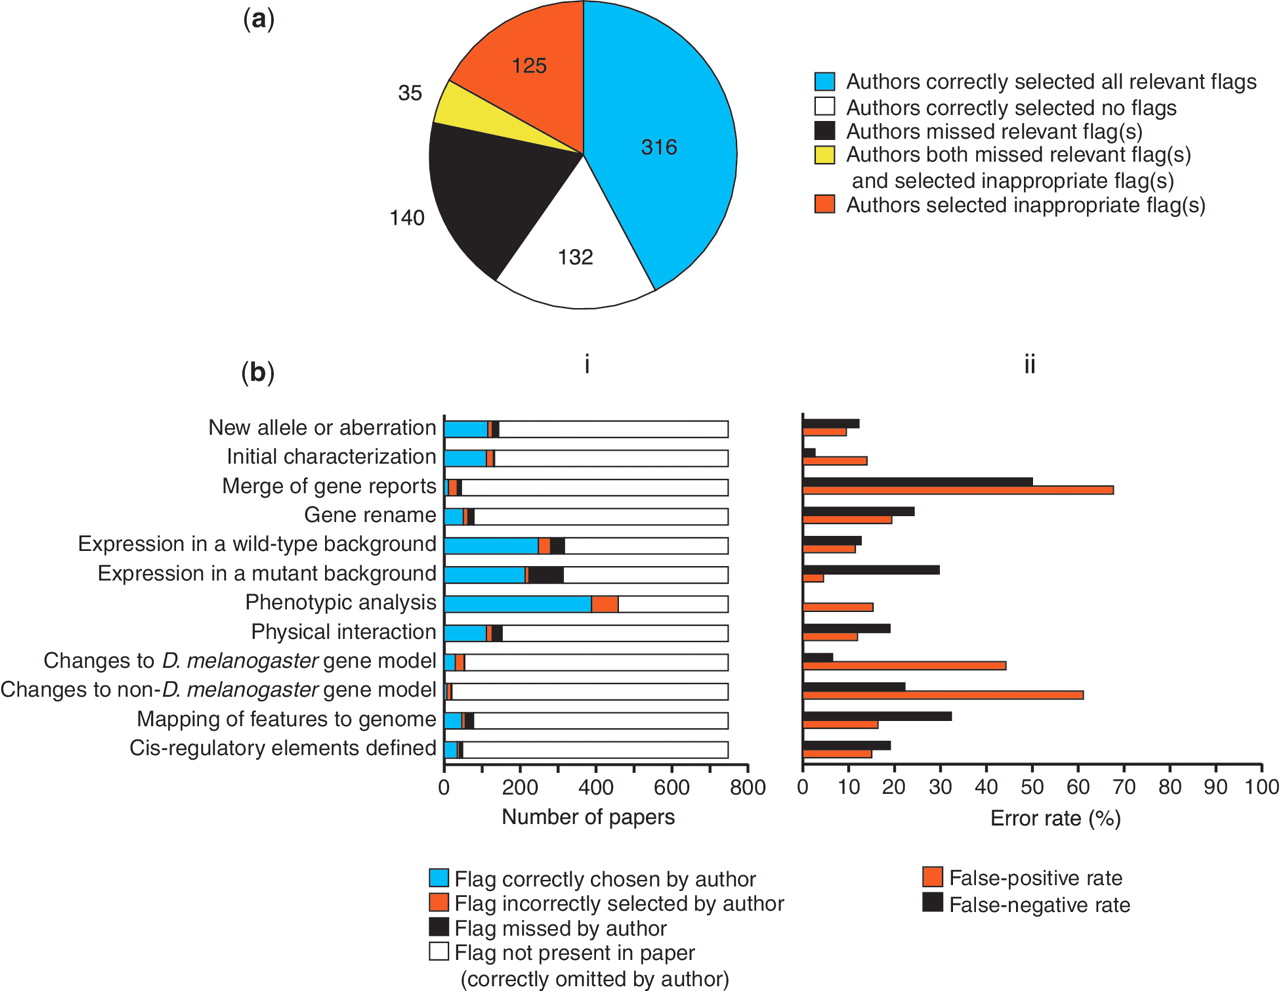 (a)
125
35
316
140
132
Authors correctly selected all relevant flags
Authors correctly selected no flags
Authors missed relevant flag(s)
Authors both missed relevant flag(s)
and selected inappropriate flag(s)
Authors selected inappropriate flag(s)
(b)
i
ii
New allele or aberration
Initial characterization
Merge of gene reports
Gene rename
Expression in a wild-type background
Expression in a mutant background
Phenotypic analysis
Physical interaction
Changes to D. melanogaster gene model
Changes to non-D. melanogaster gene model
Mapping of features to genome
Cis-regulatory elements defined
0 200 400 600 800
Number of papers
0 10 20 30 40 50 60 70 80 90 100
Error rate (%)
Flag correctly chosen by author
Flag incorrectly selected by author
Flag missed by author
Flag not present in paper
(correctly omitted by author)
False-positive rate
False-negative rate